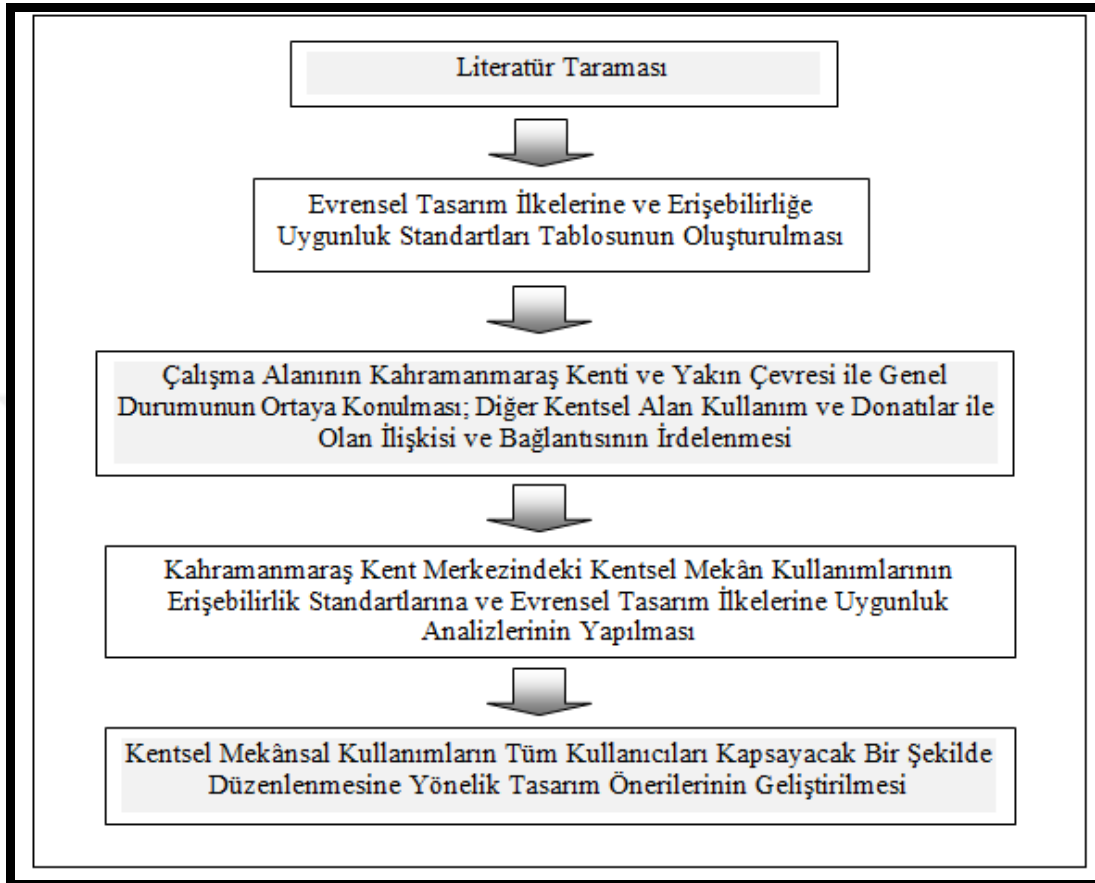 Literatür Taraması
Evrensel Tasarım İlkelerine ve Erişebilirliğe
Uygunluk Standartları Tablosunun Oluşturulması
Çalışma Alanının Kahramanmaraş Kenti ve Yakın Çevresi ile Genel
Durumunun Ortaya Konulması; Diğer Kentsel Alan Kullanım ve Donatılar ile
Olan İlişkisi ve Bağlantısının İrdelenmesi
Kahramanmaraş Kent Merkezindeki Kentsel Mekân Kullanımlarının
Erişebilirlik Standartlarına ve Evrensel Tasarım İlkelerine Uygunluk
Analizlerinin Yapılması
Kentsel Mekânsal Kullanımların Tüm Kullanıcıları Kapsayacak Bir Şekilde
Düzenlenmesine Yönelik Tasarım Önerilerinin Geliştirilmesi